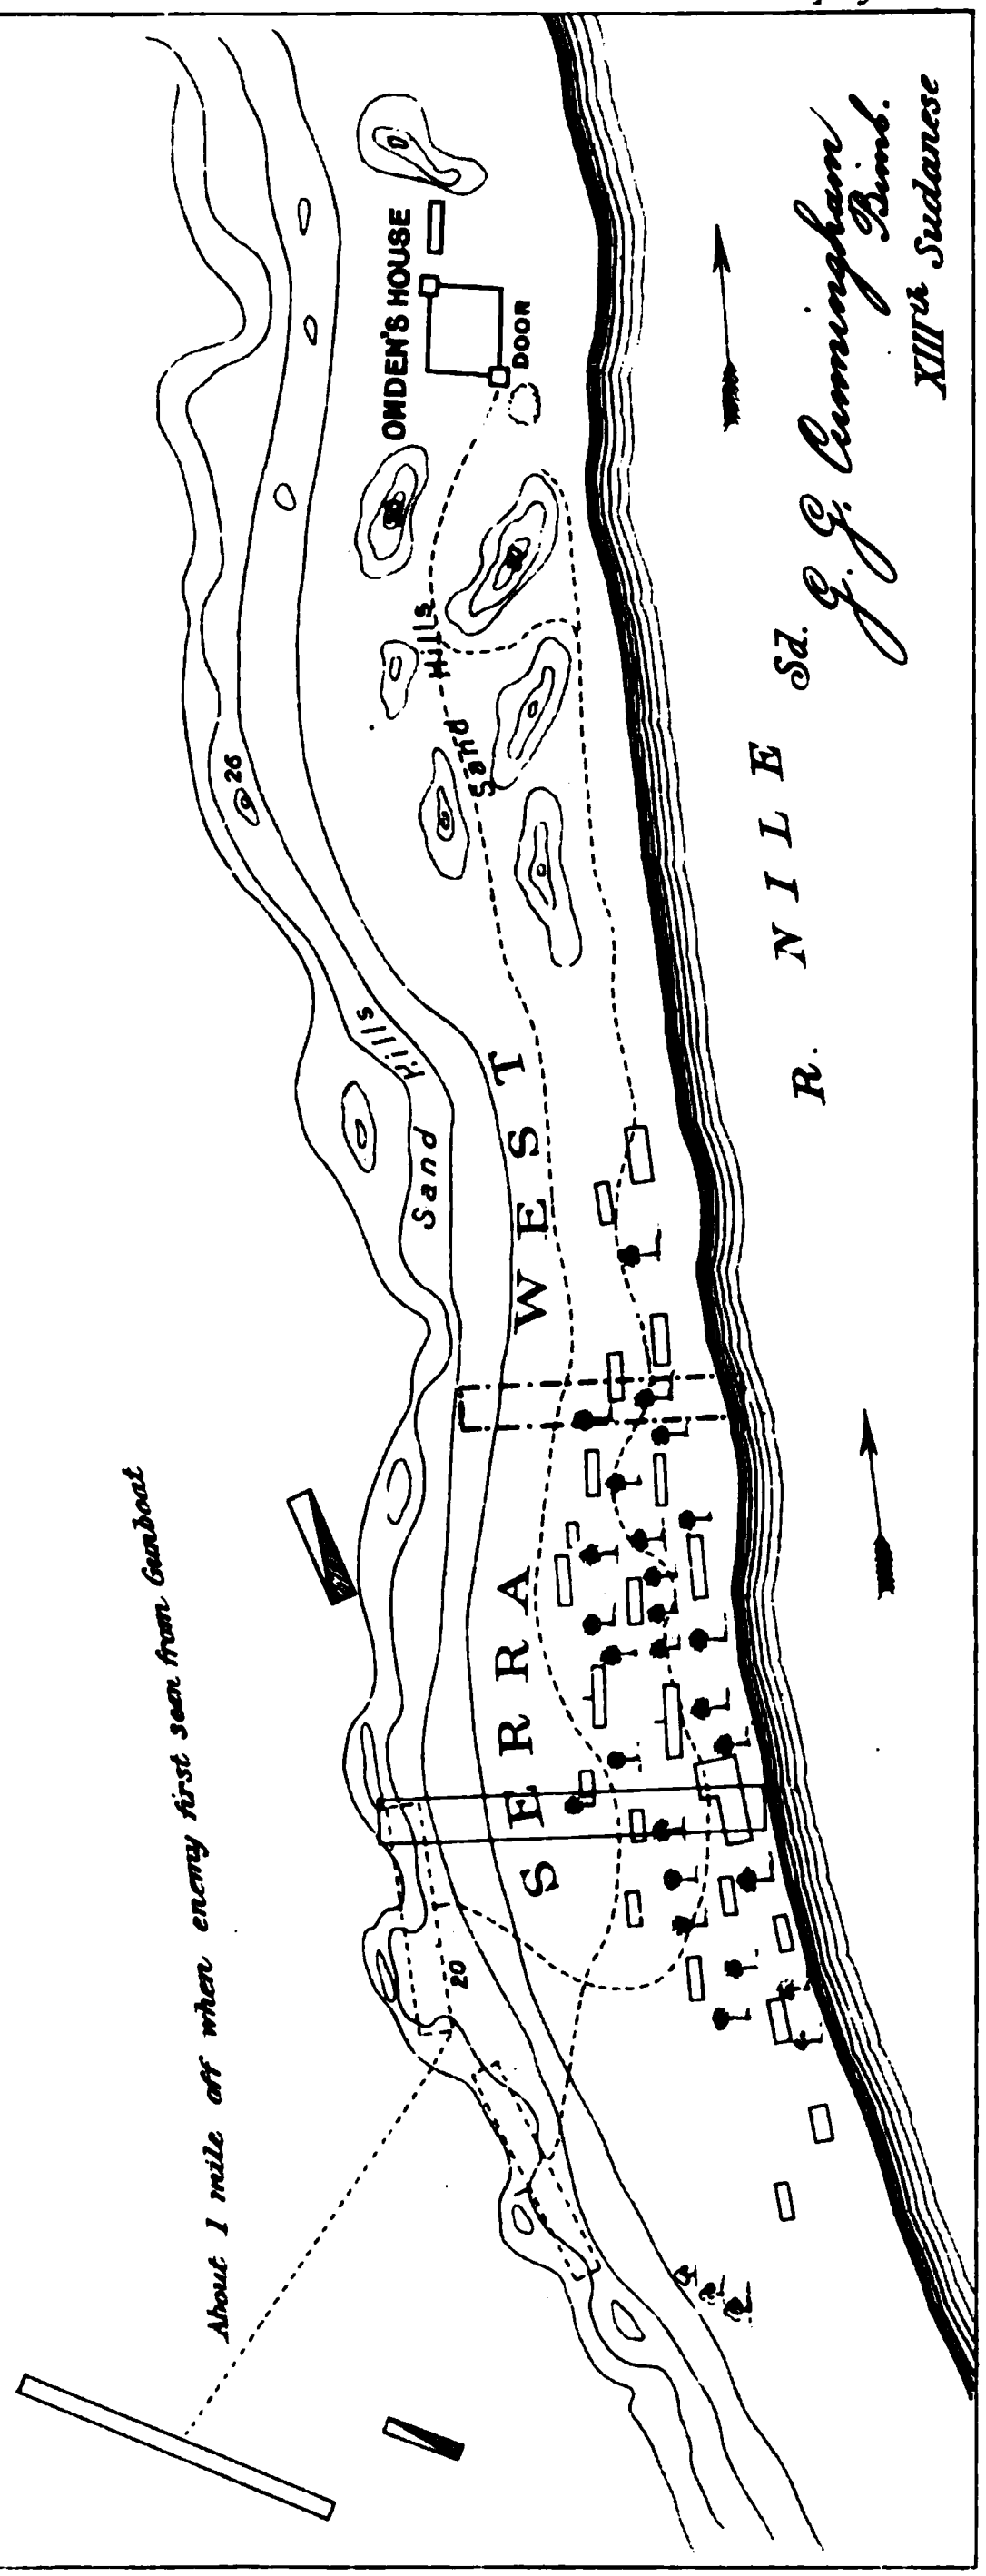 About 1 mile off when enemy first seen from Gunboat
20
26
Sand Hills
SERRA WEST
Sand Hills
OMDEN'S HOUSE
DOOR
R. NILE
Sd. G. G. Cunningham
Bimb.
XIIIth Sudanese